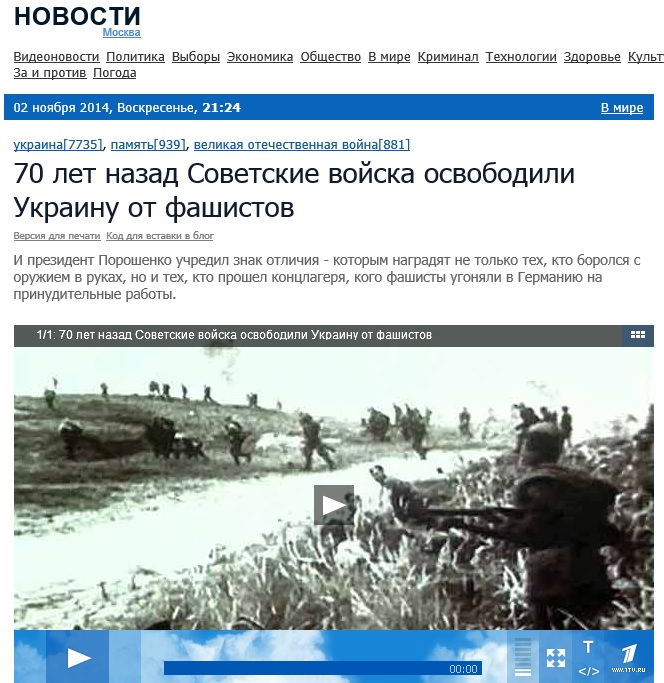 НОВОСТИ
Москва
Видеоновости Политика Выборы Экономика Общество В мире Криминал Технологии Здоровье Культ
За и против Погода
02 ноября 2014, Воскресенье, 21:24 В мире
украина[7735], память[939], великая отечественная война[881]
70 лет назад Советские войска освободили
Украину от фашистов
Версия для печати Код для вставки в блог
И президент Порошенко учредил знак отличия - которым наградят не только тех, кто боролся с
оружием в руках, но и тех, кто прошел концлагеря, кого фашисты угоняли в Германию на
принудительные работы.
1/1: 70 лет назад Советские войска освободили Украину от фашистов
00:00
T
</>
www.1tv.ru